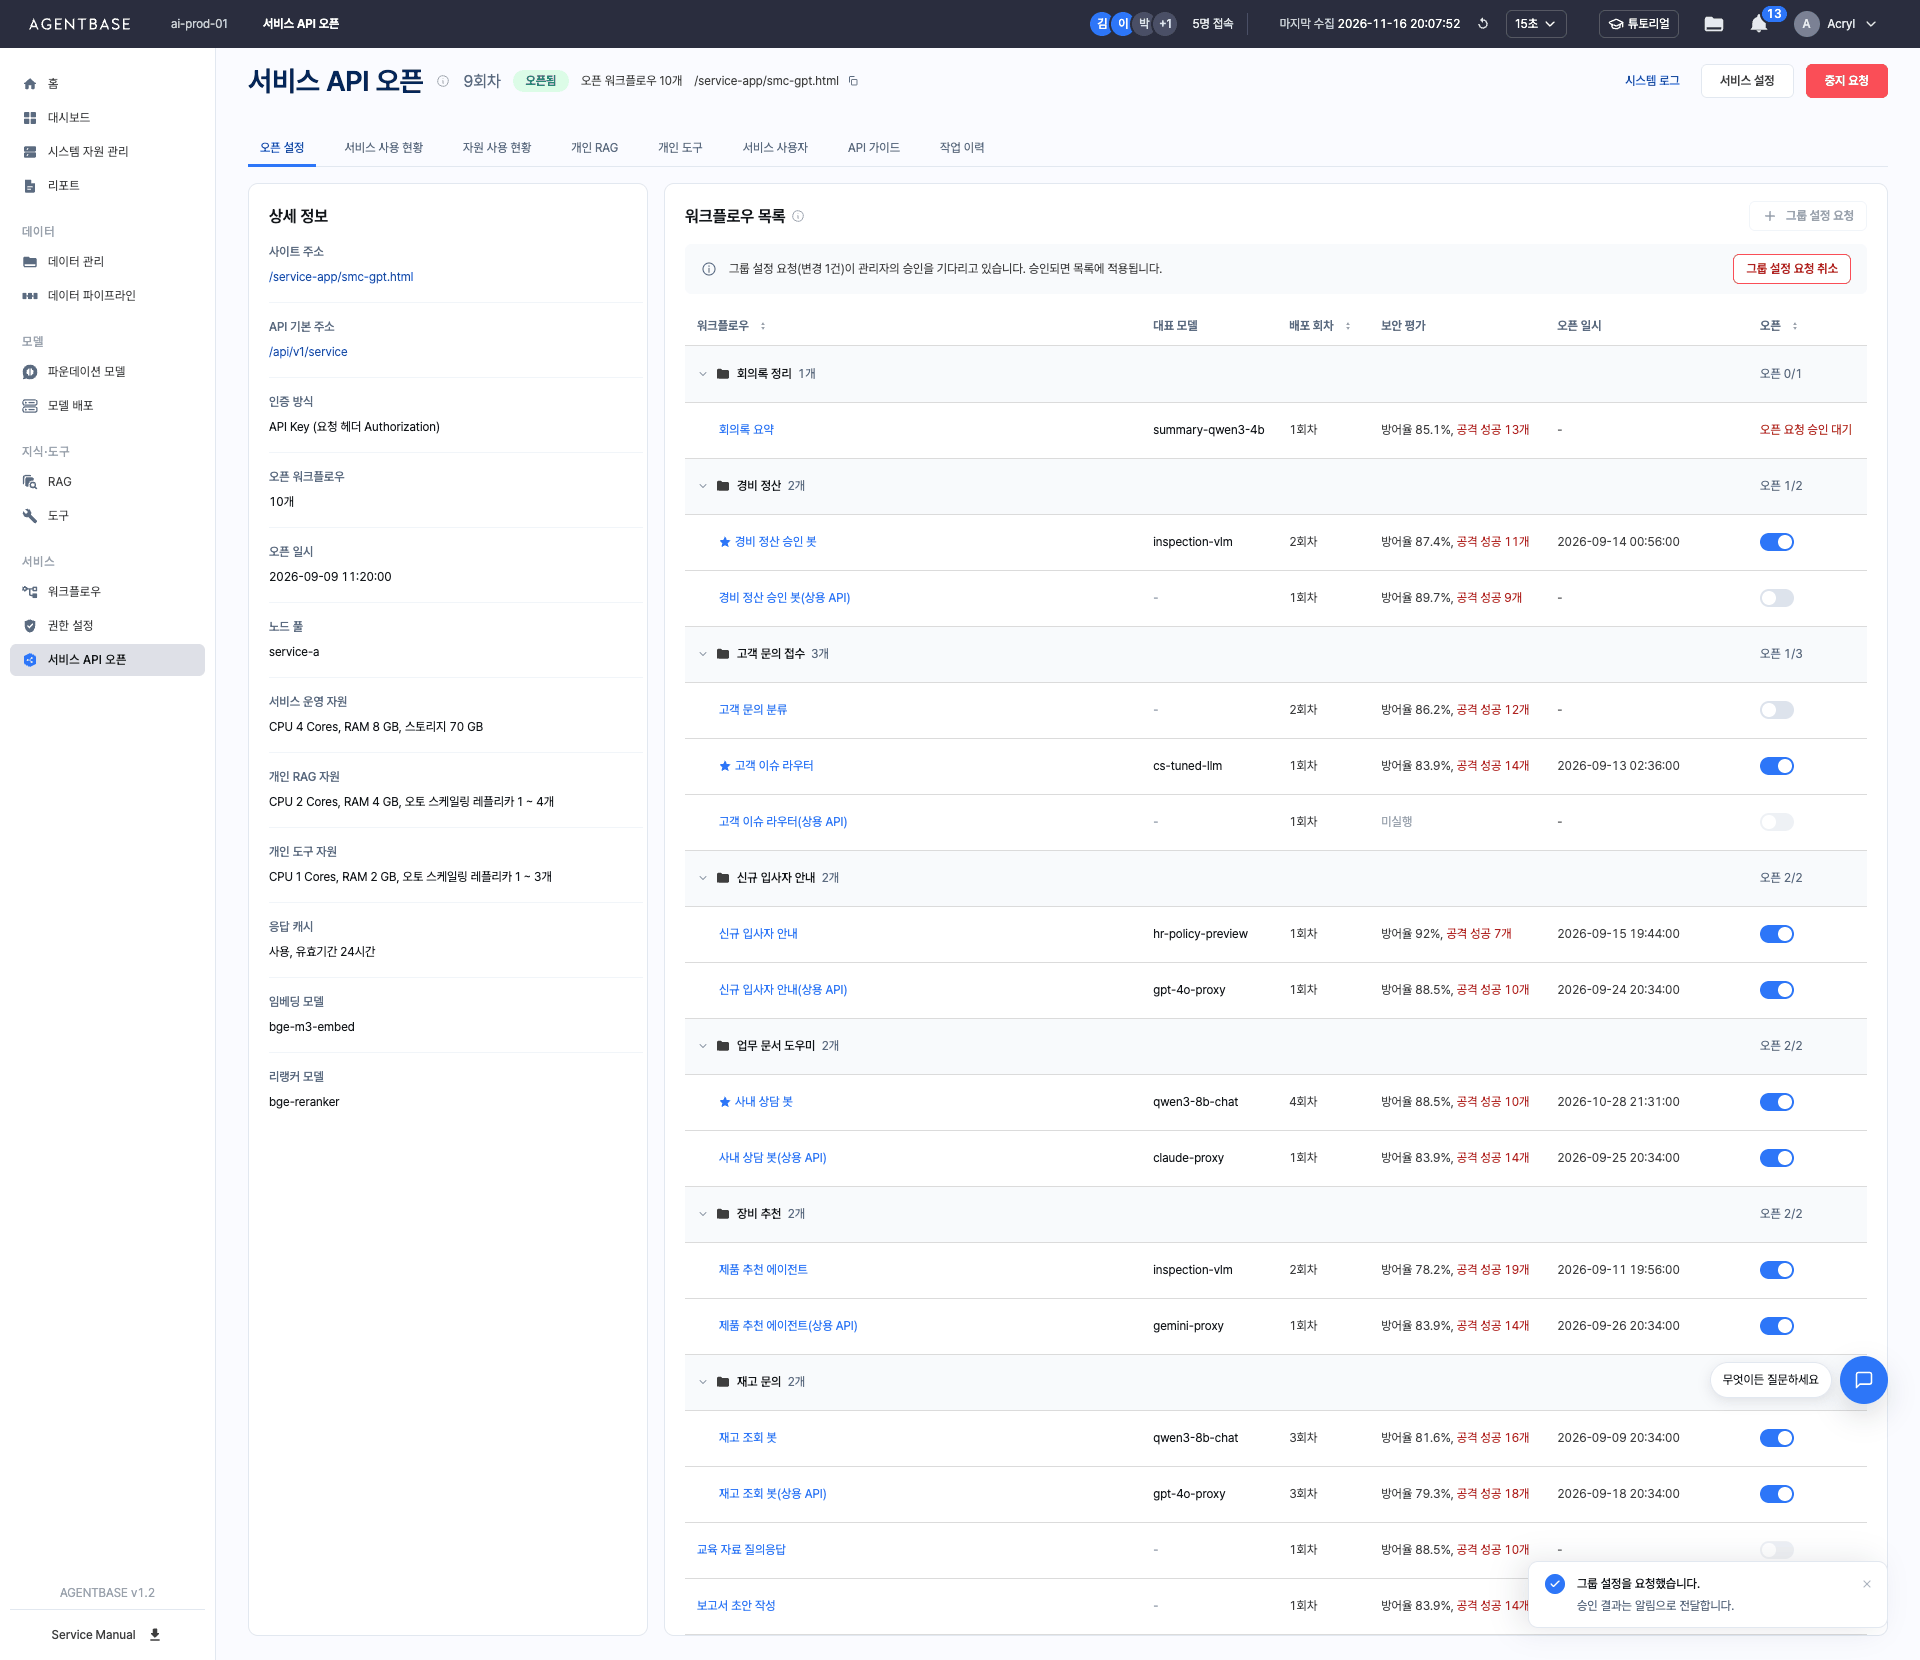 AGENTBASE
ai-prod-01
서비스 API 오픈
김 이 박 +1 5명 접속
마지막 수집 2026-11-16 20:07:52
15초
튜토리얼
13
A Acryl
홈
대시보드
시스템 자원 관리
리포트
데이터
데이터 관리
데이터 파이프라인
모델
파운데이션 모델
모델 배포
지식·도구
RAG
도구
서비스
워크플로우
권한 설정
서비스 API 오픈
AGENTBASE v1.2
Service Manual
서비스 API 오픈 9회차 오픈됨 오픈 워크플로우 10개 /service-app/smc-gpt.html
시스템 로그 서비스 설정 중지 요청
오픈 설정 서비스 사용 현황 자원 사용 현황 개인 RAG 개인 도구 서비스 사용자 API 가이드 작업 이력
상세 정보
사이트 주소
/service-app/smc-gpt.html
API 기본 주소
/api/v1/service
인증 방식
API Key (요청 헤더 Authorization)
오픈 워크플로우
10개
오픈 일시
2026-09-09 11:20:00
노드 풀
service-a
서비스 운영 자원
CPU 4 Cores, RAM 8 GB, 스토리지 70 GB
개인 RAG 자원
CPU 2 Cores, RAM 4 GB, 오토 스케일링 레플리카 1 ~ 4개
개인 도구 자원
CPU 1 Cores, RAM 2 GB, 오토 스케일링 레플리카 1 ~ 3개
응답 캐시
사용, 유효기간 24시간
임베딩 모델
bge-m3-embed
리랭커 모델
bge-reranker
워크플로우 목록
그룹 설정 요청
그룹 설정 요청(변경 1건)이 관리자의 승인을 기다리고 있습니다. 승인되면 목록에 적용됩니다.
그룹 설정 요청 취소
워크플로우 대표 모델 배포 회차 보안 평가 오픈 일시 오픈
회의록 정리 1개 오픈 0/1
회의록 요약 summary-qwen3-4b 1회차 방어율 85.1%, 공격 성공 13개 - 오픈 요청 승인 대기
경비 정산 2개 오픈 1/2
경비 정산 승인 봇 inspection-vlm 2회차 방어율 87.4%, 공격 성공 11개 2026-09-14 00:56:00
경비 정산 승인 봇(상용 API) - 1회차 방어율 89.7%, 공격 성공 9개 -
고객 문의 접수 3개 오픈 1/3
고객 문의 분류 - 2회차 방어율 86.2%, 공격 성공 12개 -
고객 이슈 라우터 cs-tuned-llm 1회차 방어율 83.9%, 공격 성공 14개 2026-09-13 02:36:00
고객 이슈 라우터(상용 API) - 1회차 미실행 -
신규 입사자 안내 2개 오픈 2/2
신규 입사자 안내 hr-policy-preview 1회차 방어율 92%, 공격 성공 7개 2026-09-15 19:44:00
신규 입사자 안내(상용 API) gpt-4o-proxy 1회차 방어율 88.5%, 공격 성공 10개 2026-09-24 20:34:00
업무 문서 도우미 2개 오픈 2/2
사내 상담 봇 qwen3-8b-chat 4회차 방어율 88.5%, 공격 성공 10개 2026-10-28 21:31:00
사내 상담 봇(상용 API) claude-proxy 1회차 방어율 83.9%, 공격 성공 14개 2026-09-25 20:34:00
장비 추천 2개 오픈 2/2
제품 추천 에이전트 inspection-vlm 2회차 방어율 78.2%, 공격 성공 19개 2026-09-11 19:56:00
제품 추천 에이전트(상용 API) gemini-proxy 1회차 방어율 83.9%, 공격 성공 14개 2026-09-26 20:34:00
재고 문의 2개
무엇이든 질문하세요
재고 조회 봇 qwen3-8b-chat 3회차 방어율 81.6%, 공격 성공 16개 2026-09-09 20:34:00
재고 조회 봇(상용 API) gpt-4o-proxy 3회차 방어율 79.3%, 공격 성공 18개 2026-09-18 20:34:00
교육 자료 질의응답 - 1회차 방어율 88.5%, 공격 성공 10개 -
보고서 초안 작성 - 1회차 방어율 83.9%, 공격 성공 14개
그룹 설정을 요청했습니다.
승인 결과는 알림으로 전달합니다.